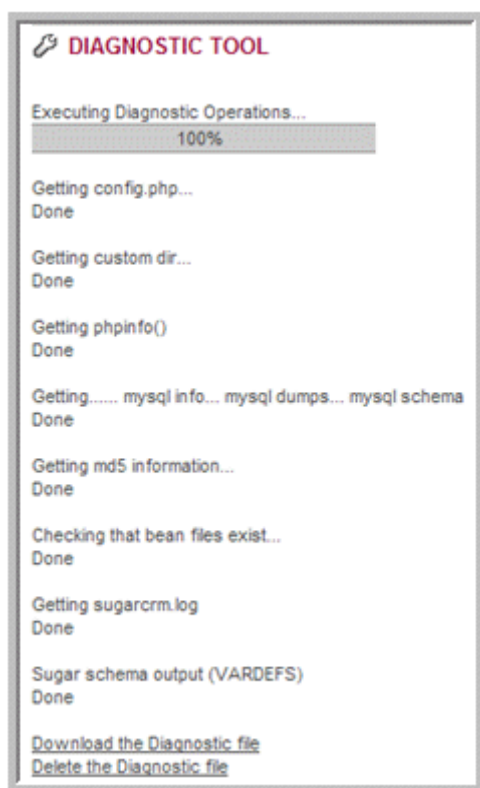 DIAGNOSTIC TOOL
Executing Diagnostic Operations...
100%
Getting config.php...
Done
Getting custom dir...
Done
Getting phpinfo()
Done
Getting...... mysql info... mysql dumps... mysql schema
Done
Getting md5 information...
Done
Checking that bean files exist...
Done
Getting sugarcrm.log
Done
Sugar schema output (VARDEFS)
Done
Download the Diagnostic file
Delete the Diagnostic file